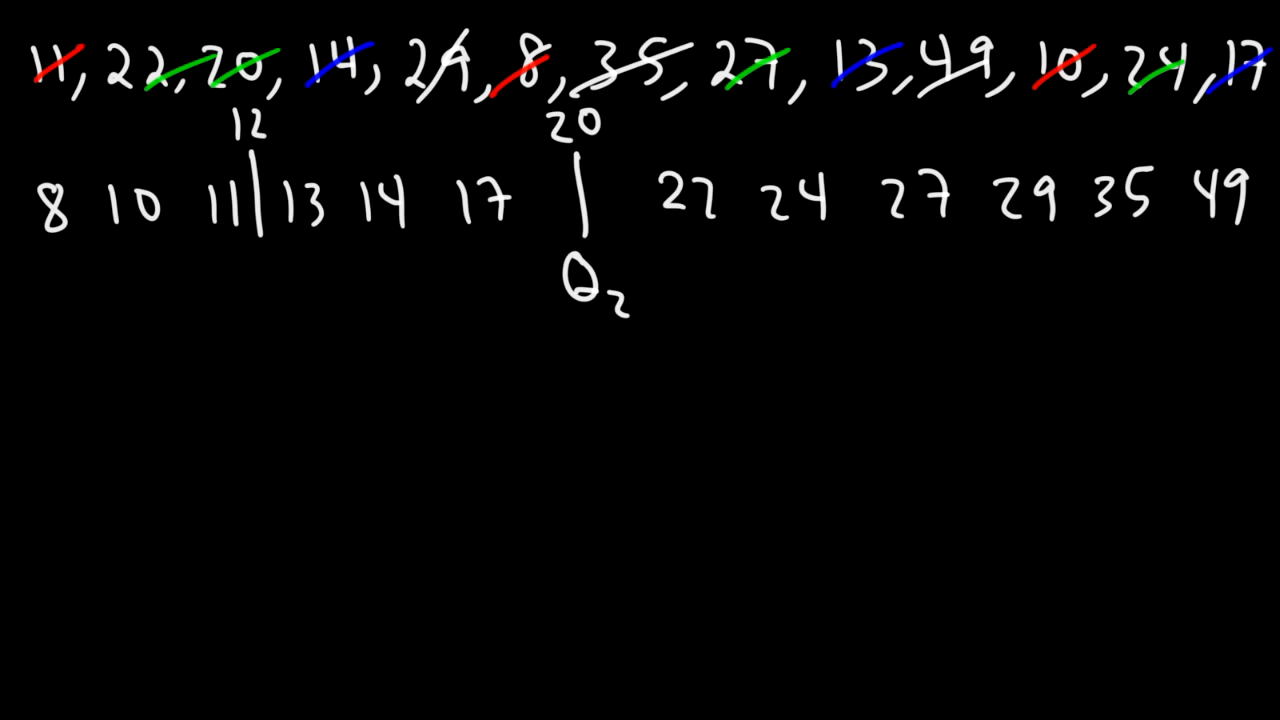 11, 22, 20, 14, 29, 8, 35, 27, 13, 49, 10, 24, 17
12 20
8 10 11 13 14 17 22 24 27 29 35 49
Q2